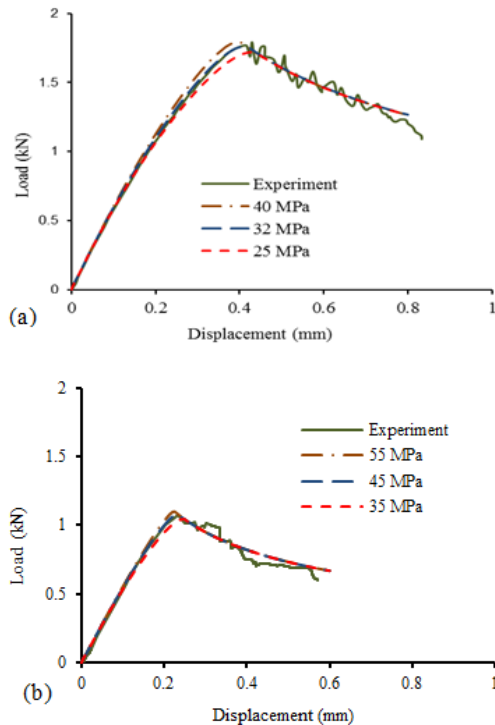 2
1.5
Load (kN)
1
0.5
0
Experiment
40 MPa
32 MPa
25 MPa
0 0.2 0.4 0.6 0.8 1
(a)
Displacement (mm)
2
1.5
Load (kN)
1
0.5
0
Experiment
55 MPa
45 MPa
35 MPa
0 0.2 0.4 0.6 0.8 1
(b)
Displacement (mm)